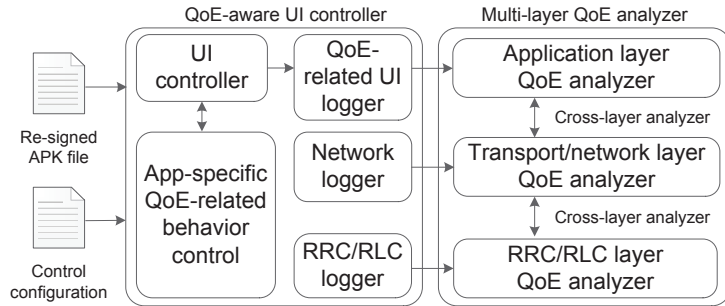 QoE-aware UI controller
Multi-layer QoE analyzer
Re-signed
APK file
Control
configuration
UI
controller
App-specific
QoE-related
behavior
control
QoE-
related UI
logger
Network
logger
RRC/RLC
logger
Application layer
QoE analyzer
Cross-layer analyzer
Transport/network layer
QoE analyzer
Cross-layer analyzer
RRC/RLC layer
QoE analyzer